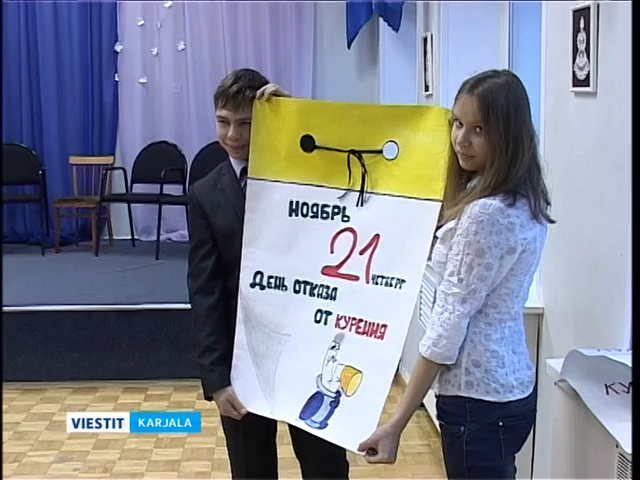 НОЯБРЬ
21 ЧЕТВЕРГ
ДЕНЬ ОТКАЗА
ОТ КУРЕНИЯ
VIESTIT KARJALA